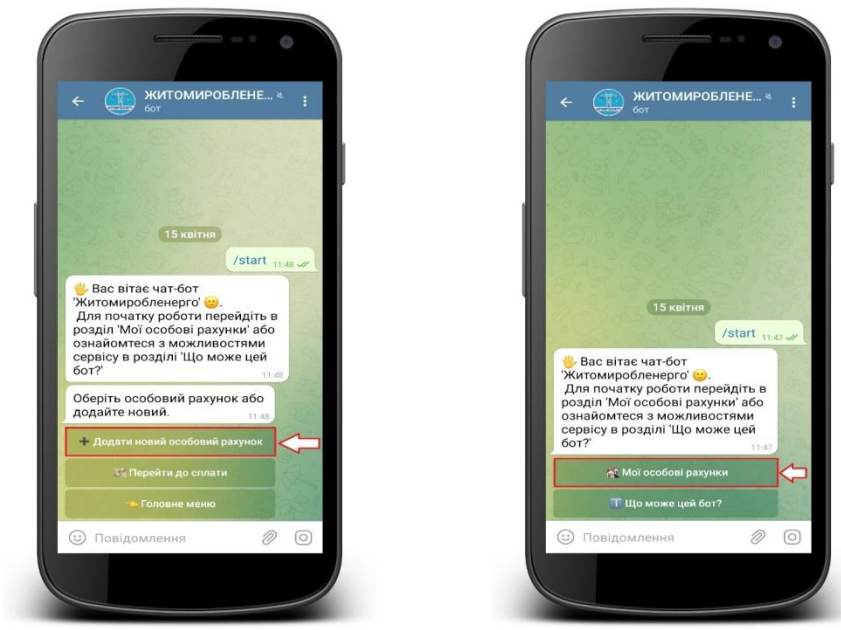 ЖИТОМИРОБЛЕНЕ...
бот
15 квітня
/start 11:48
Вас вітає чат-бот
'Житомиробленерго'.
Для початку роботи перейдіть в
розділ 'Мої особові рахунки' або
ознайомтеся з можливостями
сервісу в розділі 'Що може цей
бот?'
11:48
Оберіть особовий рахунок або
додайте новий.
11:48
Додати новий особовий рахунок
Перейти до сплати
Головне меню
Повідомлення
ЖИТОМИРОБЛЕНЕ...
бот
15 квітня
/start 11:47
Вас вітає чат-бот
'Житомиробленерго'.
Для початку роботи перейдіть в
розділ 'Мої особові рахунки' або
ознайомтеся з можливостями
сервісу в розділі 'Що може цей
бот?'
11:47
Мої особові рахунки
Що може цей бот?
Повідомлення